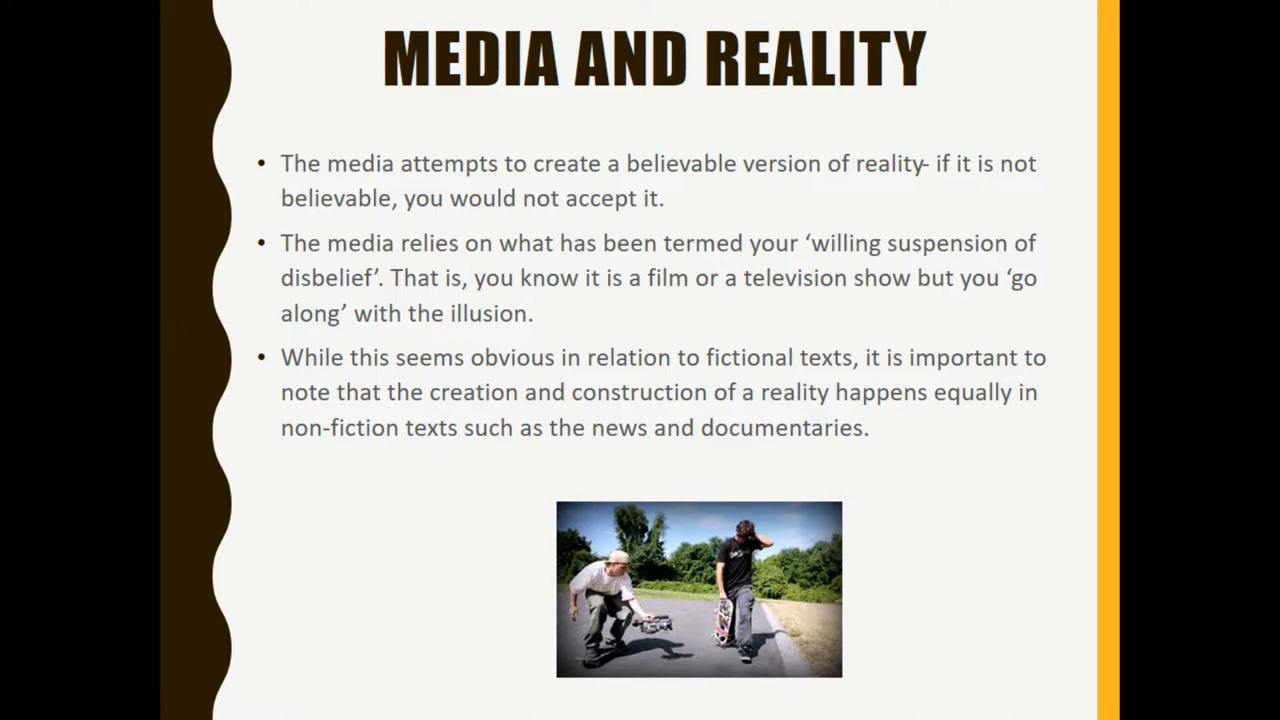 MEDIA AND REALITY
• The media attempts to create a believable version of reality- if it is not
believable, you would not accept it.
• The media relies on what has been termed your ‘willing suspension of
disbelief’. That is, you know it is a film or a television show but you ‘go
along’ with the illusion.
• While this seems obvious in relation to fictional texts, it is important to
note that the creation and construction of a reality happens equally in
non-fiction texts such as the news and documentaries.